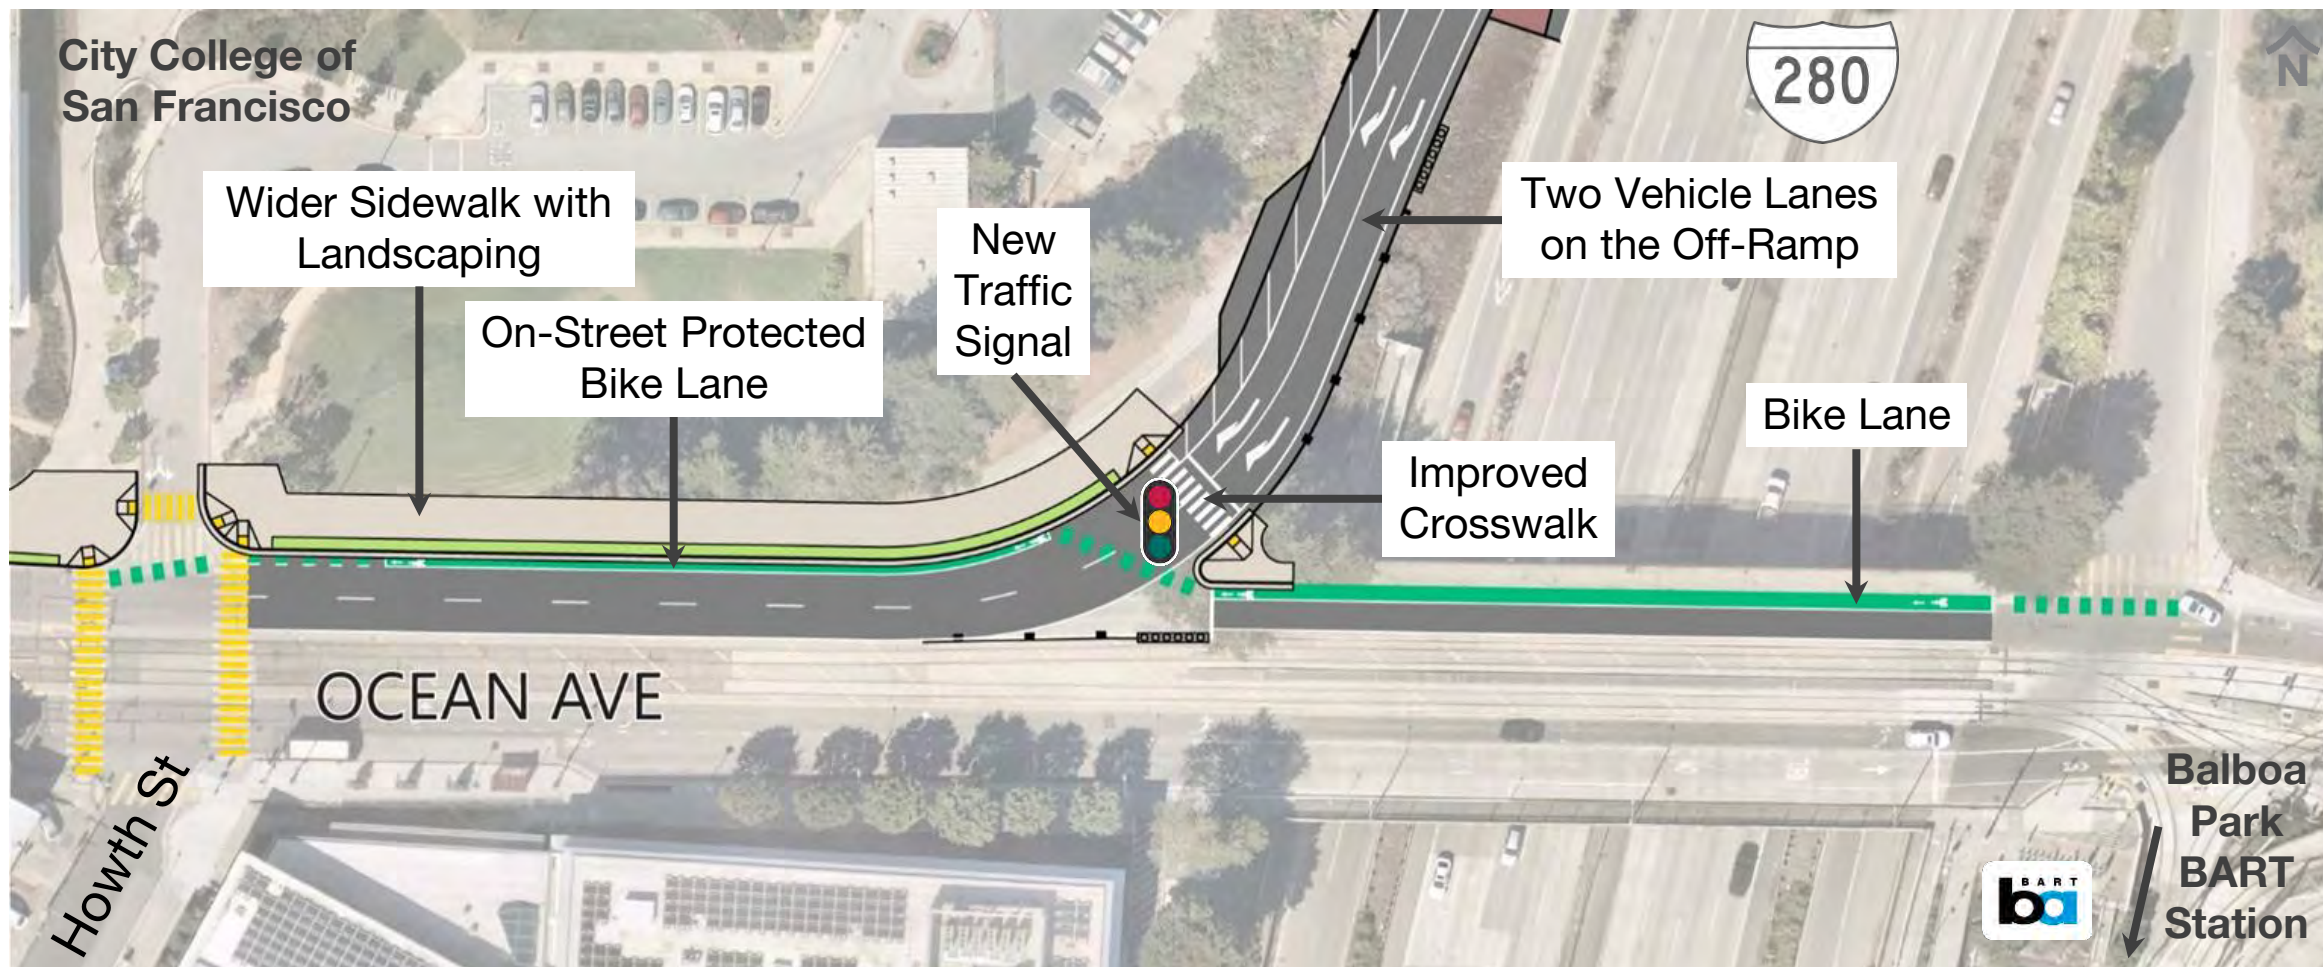 City College of
San Francisco
280
N
Wider Sidewalk with
Landscaping
New
Traffic
Signal
Two Vehicle Lanes
on the Off-Ramp
On-Street Protected
Bike Lane
Bike Lane
Improved
Crosswalk
OCEAN AVE
Howth St
Balboa
Park
BART
Station
BART
ba